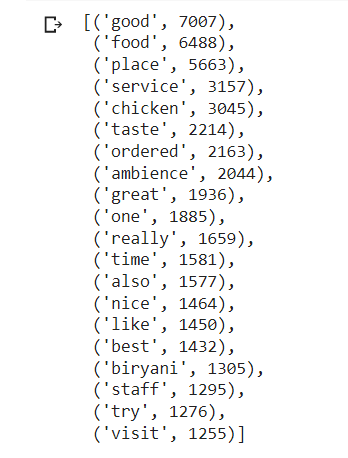 [('good', 7007),
('food', 6488),
('place', 5663),
('service', 3157),
('chicken', 3045),
('taste', 2214),
('ordered', 2163),
('ambience', 2044),
('great', 1936),
('one', 1885),
('really', 1659),
('time', 1581),
('also', 1577),
('nice', 1464),
('like', 1450),
('best', 1432),
('biryani', 1305),
('staff', 1295),
('try', 1276),
('visit', 1255)]